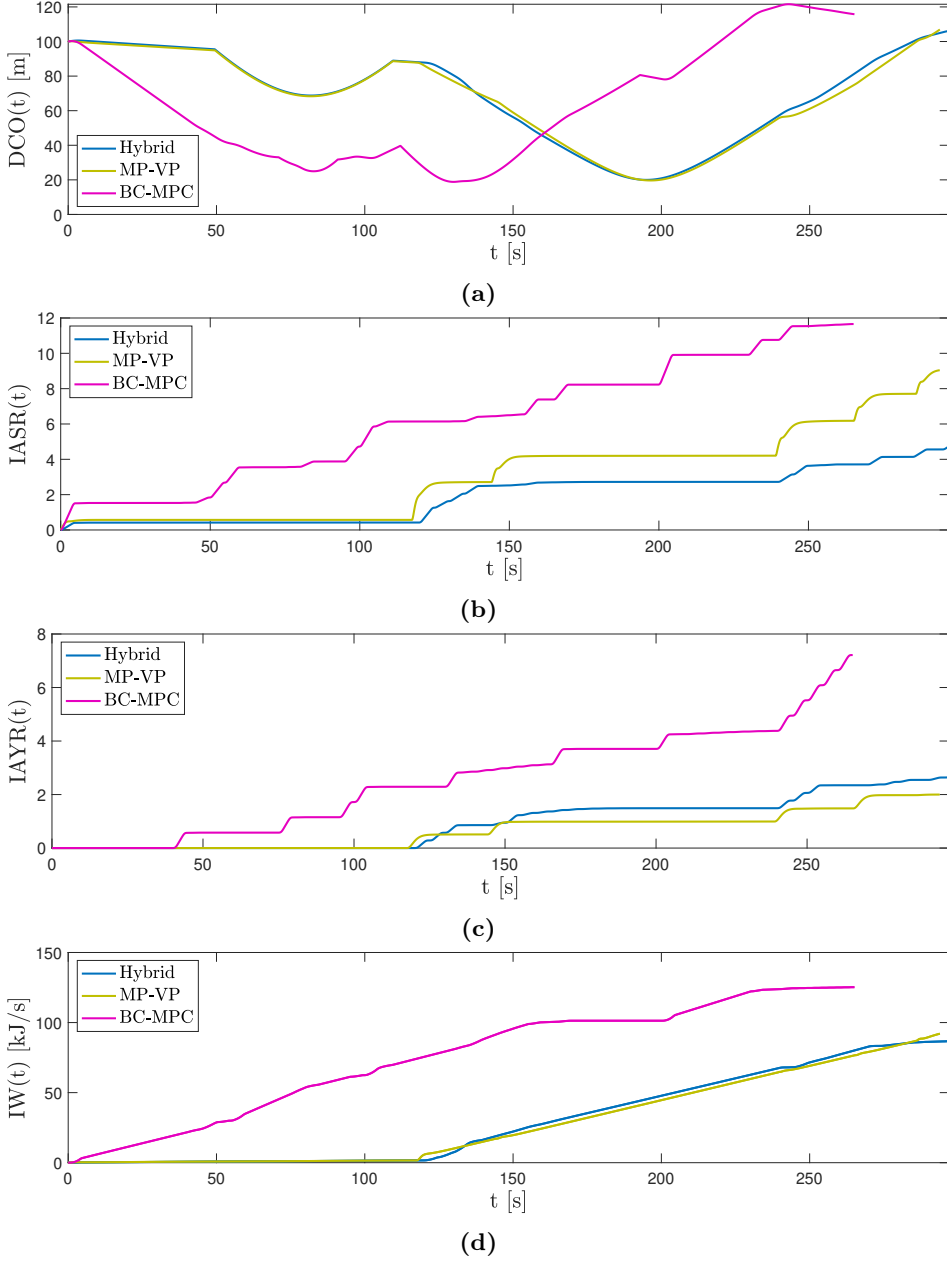 120
100
80
60
40
20
0
DCO(t) [m]
Hybrid
MP-VP
BC-MPC
0 50 100 150 200 250
t [s]
(a)
12
10
8
6
4
2
0
IASR(t)
Hybrid
MP-VP
BC-MPC
0 50 100 150 200 250
t [s]
(b)
8
6
4
2
0
IAYR(t)
Hybrid
MP-VP
BC-MPC
0 50 100 150 200 250
t [s]
(c)
150
100
50
0
IW(t) [kJ/s]
Hybrid
MP-VP
BC-MPC
0 50 100 150 200 250
t [s]
(d)